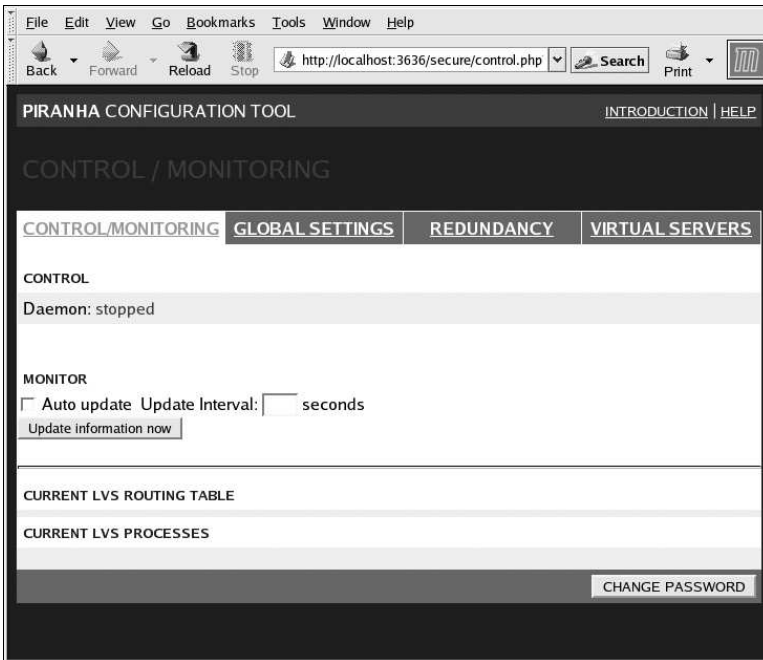 File Edit View Go Bookmarks Tools Window Help
Back Forward Reload Stop http://localhost:3636/secure/control.php Search Print
PIRANHA CONFIGURATION TOOL INTRODUCTION | HELP
CONTROL / MONITORING
CONTROL/MONITORING GLOBAL SETTINGS REDUNDANCY VIRTUAL SERVERS
CONTROL
Daemon: stopped
MONITOR
Auto update Update Interval: seconds
Update information now
CURRENT LVS ROUTING TABLE
CURRENT LVS PROCESSES
CHANGE PASSWORD